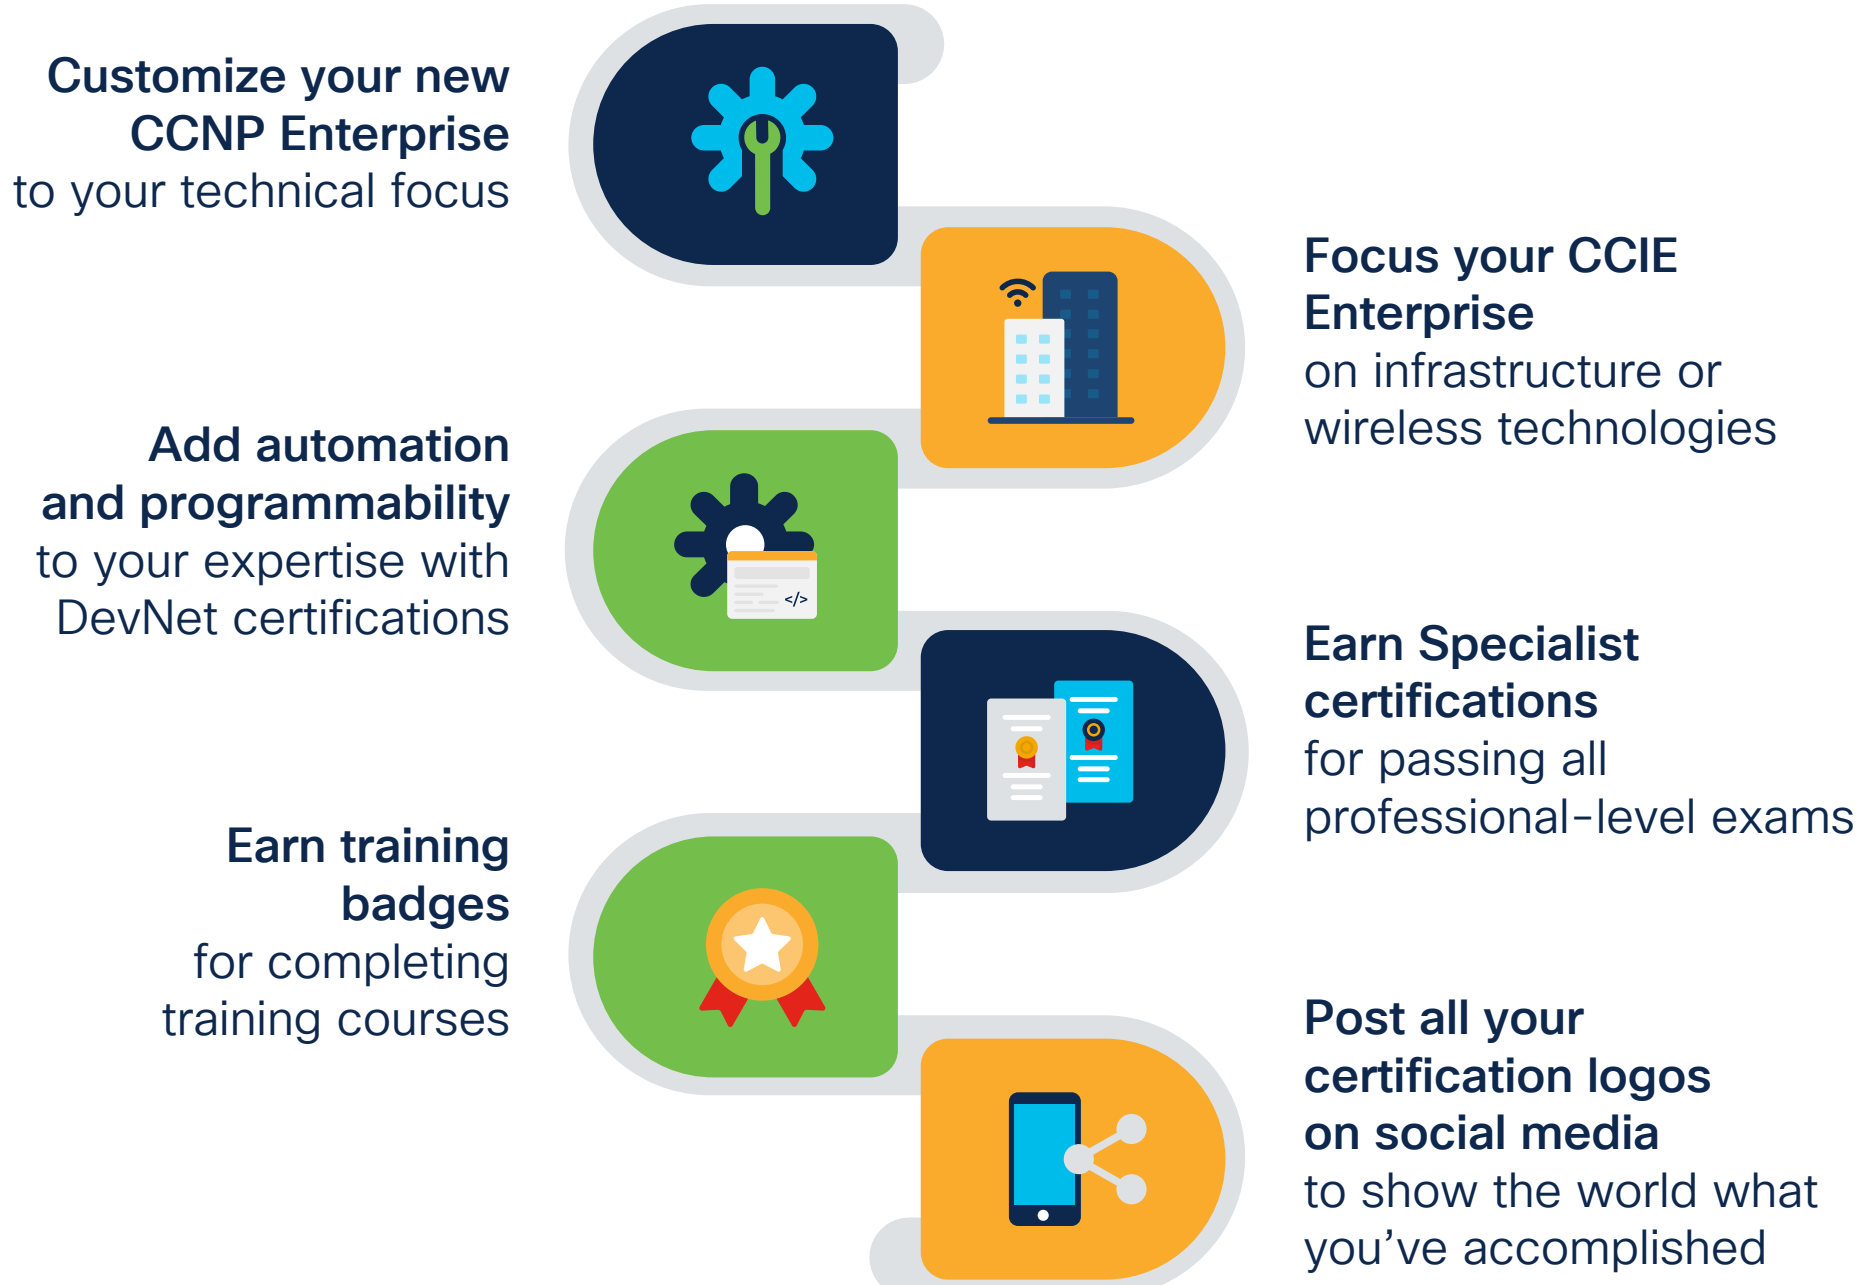 Customize your new
CCNP Enterprise
to your technical focus
Focus your CCIE
Enterprise
on infrastructure or
wireless technologies
Add automation
and programmability
to your expertise with
DevNet certifications
</>
Earn Specialist
certifications
for passing all
professional-level exams
Earn training
badges
for completing
training courses
Post all your
certification logos
on social media
to show the world what
you’ve accomplished